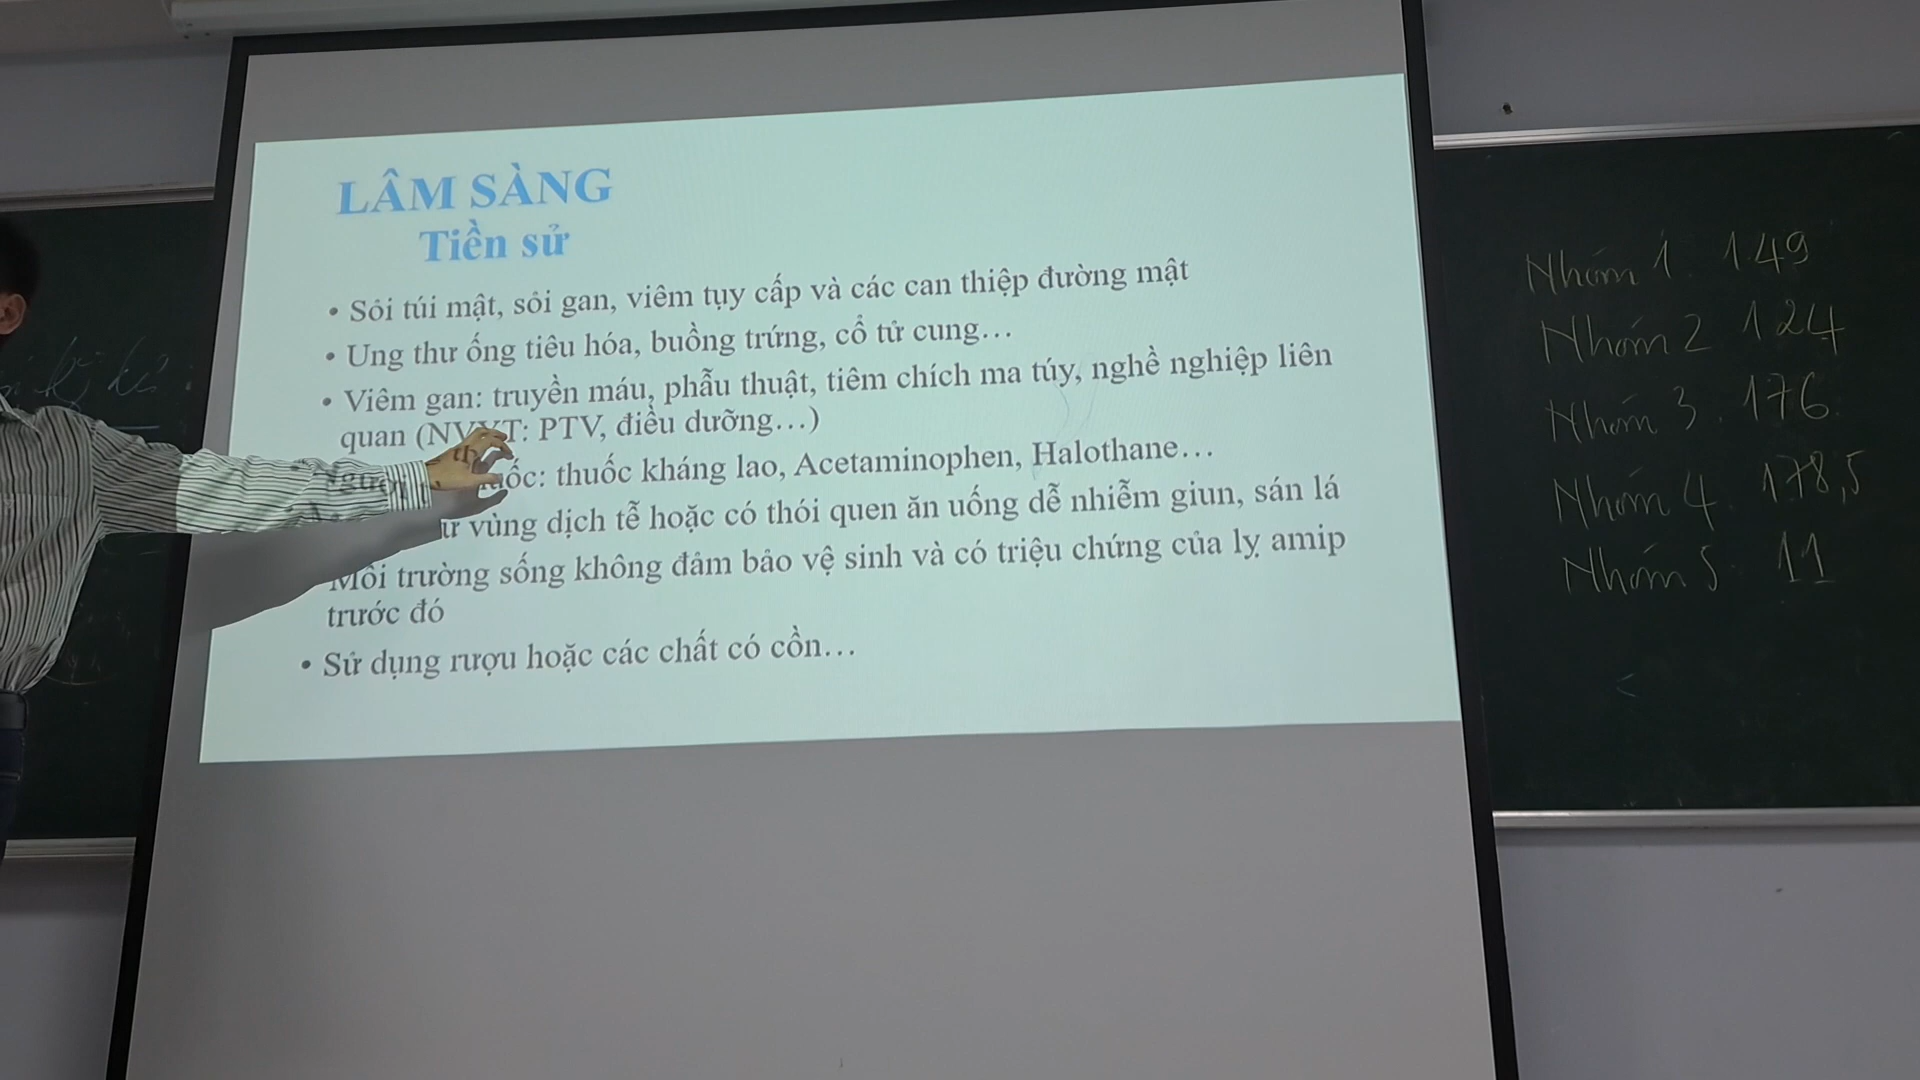 LÂM SÀNG
Tiền sử
• Sỏi túi mật, sỏi gan, viêm tụy cấp và các can thiệp đường mật
• Ung thư ống tiêu hóa, buồng trứng, cổ tử cung…
• Viêm gan: truyền máu, phẫu thuật, tiêm chích ma túy, nghề nghiệp liên
quan (NVYT: PTV, điều dưỡng…)
thuốc kháng lao, Acetaminophen, Halothane…
vùng dịch tễ hoặc có thói quen ăn uống dễ nhiễm giun, sán lá
Môi trường sống không đảm bảo vệ sinh và có triệu chứng của lỵ amip
trước đó
• Sử dụng rượu hoặc các chất có cồn…
Nhóm 1. 149
Nhóm 2 124
Nhóm 3. 176
Nhóm 4. 178,5
Nhóm 5. 11